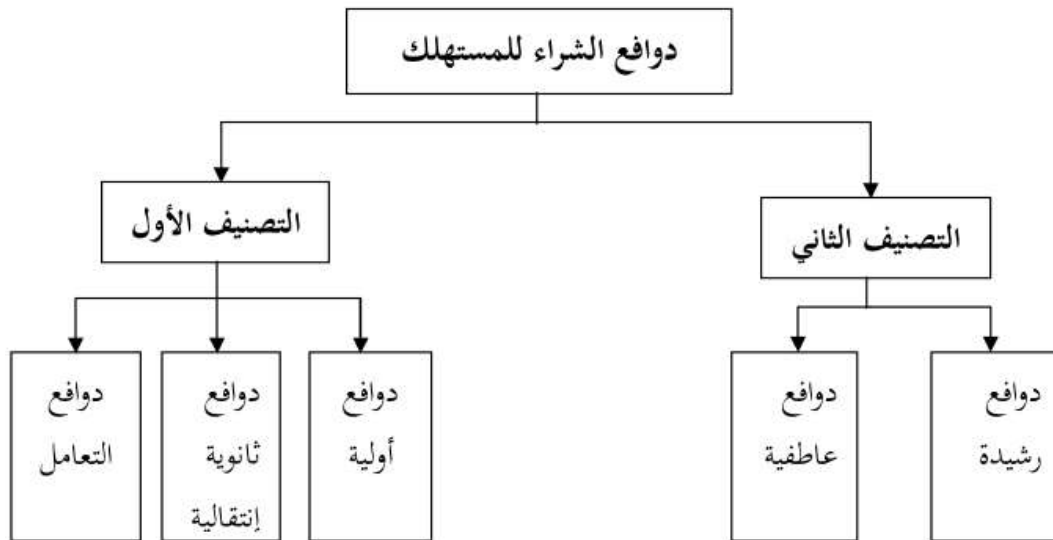 دوافع الشراء للمستهلك
التصنيف الثاني
التصنيف الأول
دوافع
رشيدة
دوافع
عاطفية
دوافع
أولية
دوافع
ثانوية
إنتقالية
دوافع
التعامل